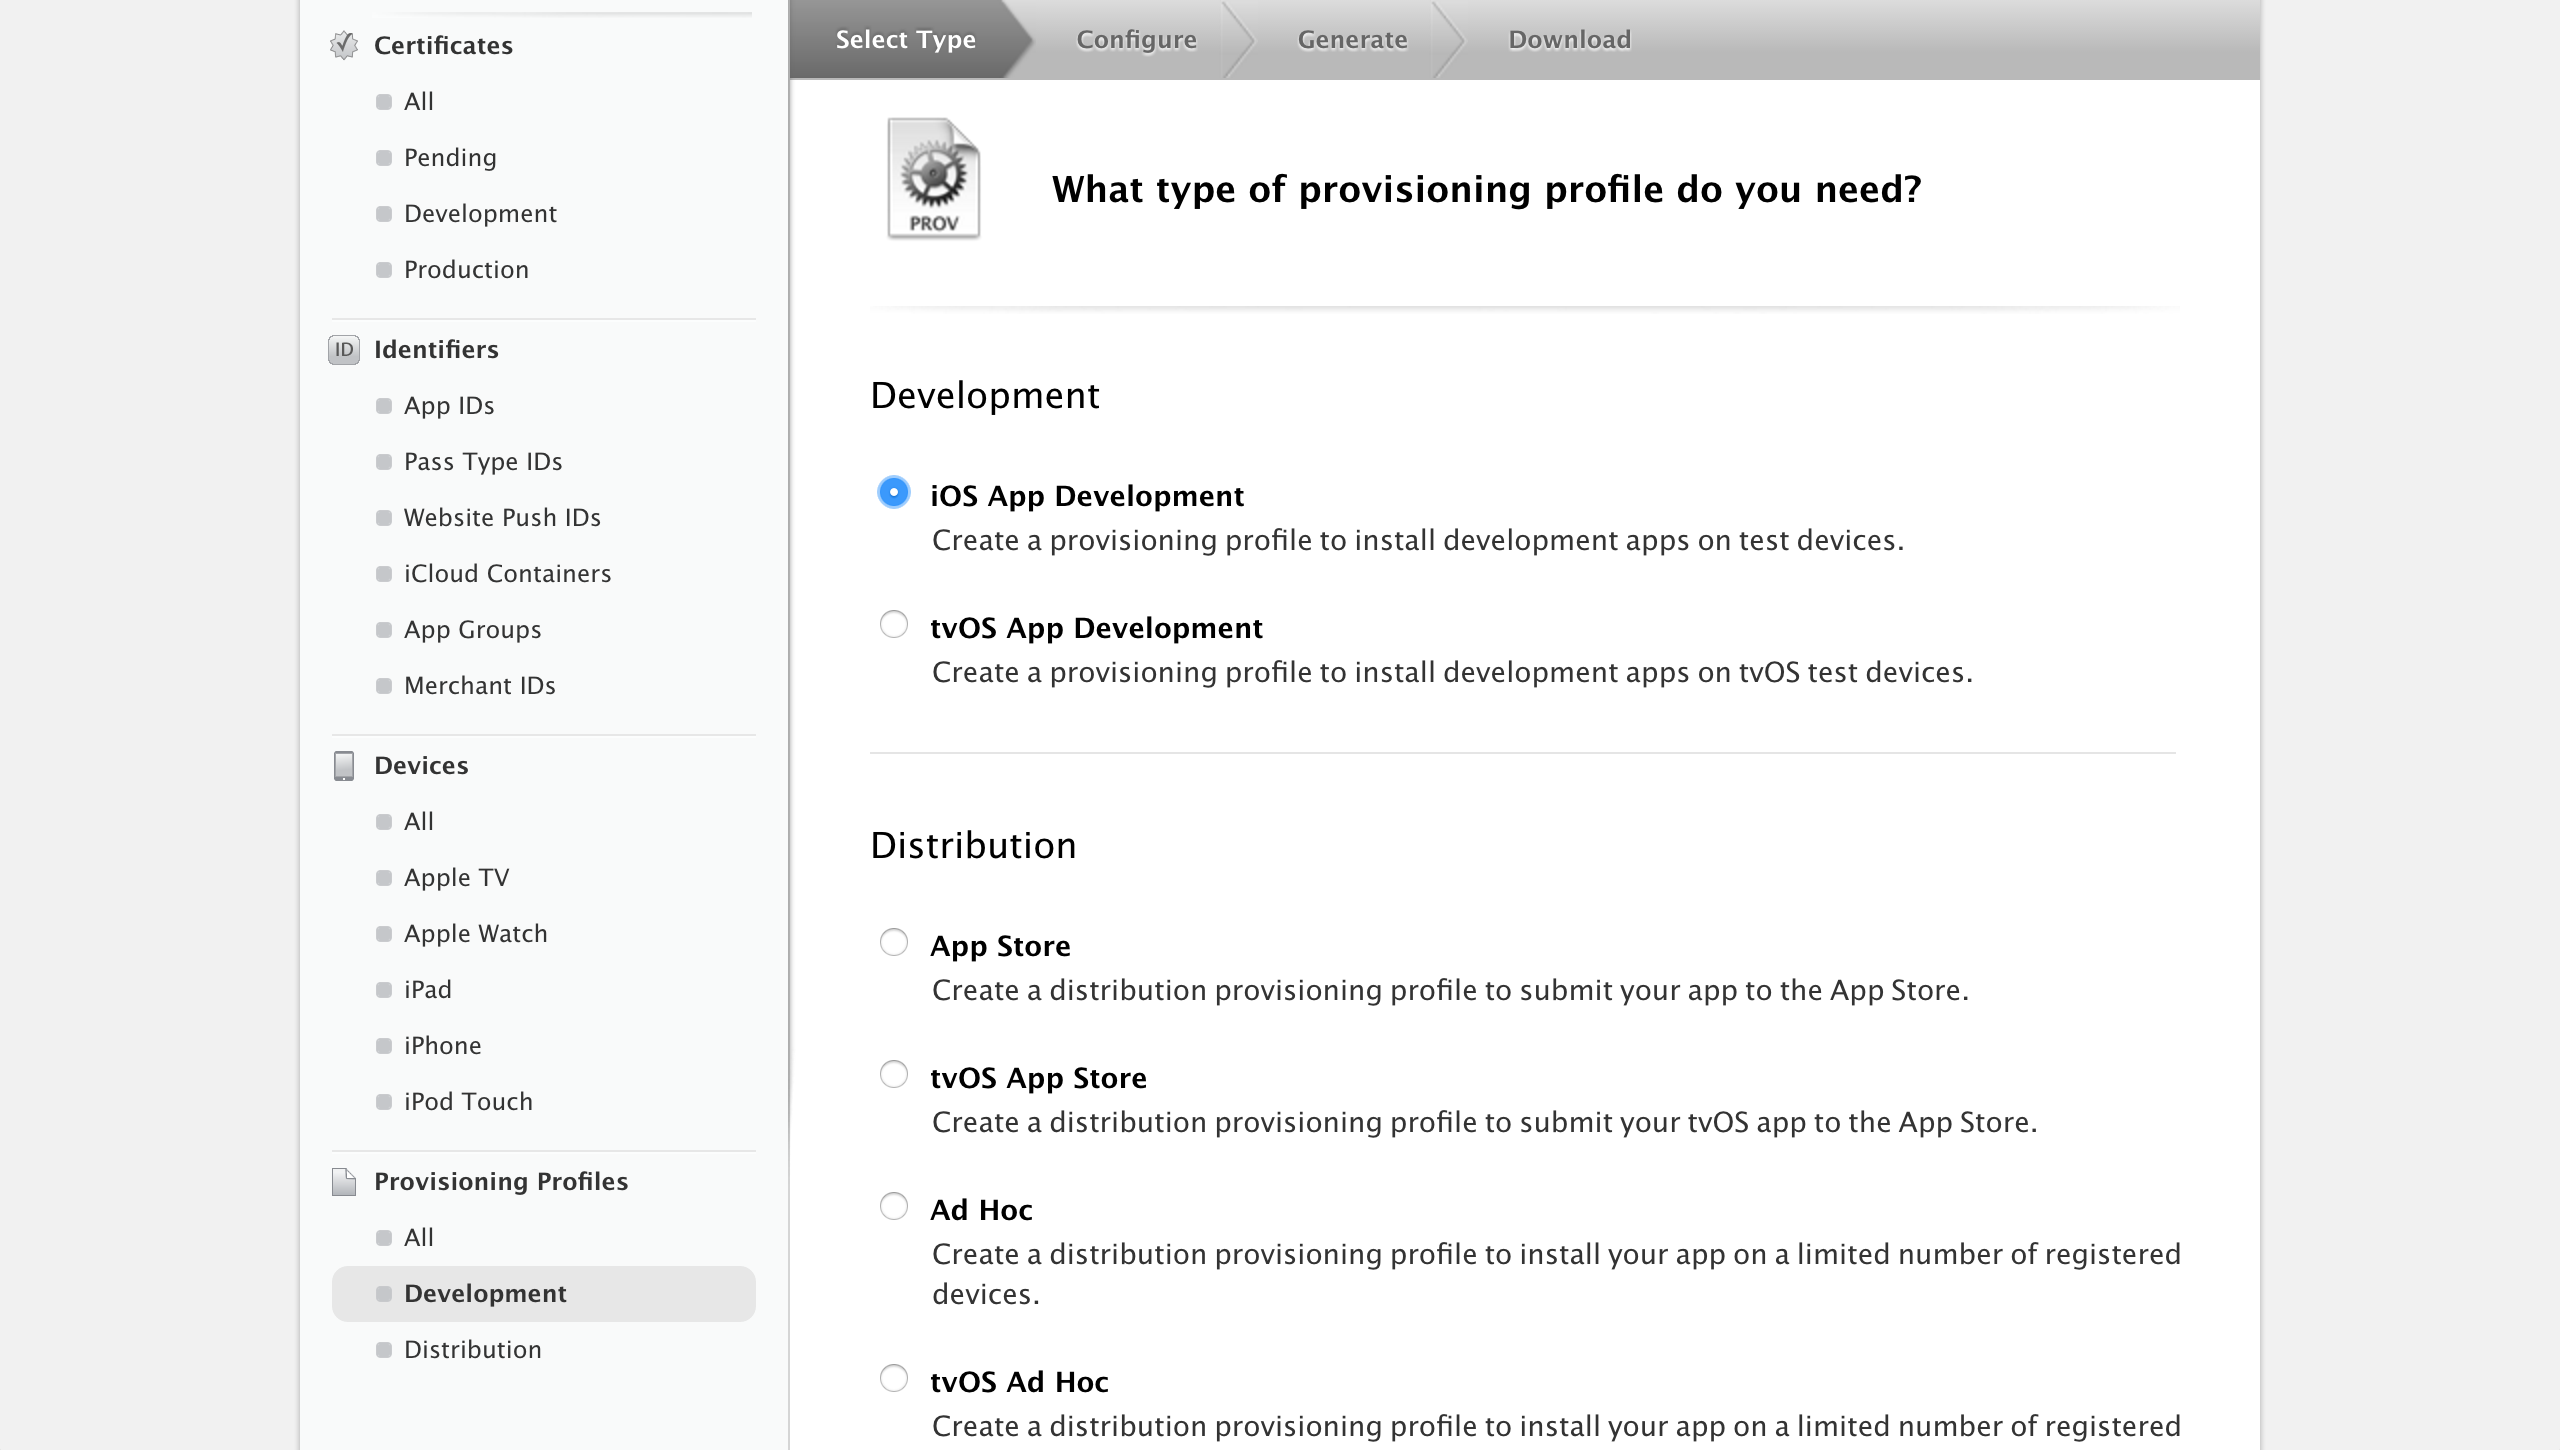 Certificates
All
Pending
Development
Production
ID Identifiers
App IDs
Pass Type IDs
Website Push IDs
iCloud Containers
App Groups
Merchant IDs
Devices
All
Apple TV
Apple Watch
iPad
iPhone
iPod Touch
Provisioning Profiles
All
Development
Distribution
Select Type Configure Generate Download
PROV
What type of provisioning profile do you need?
Development
iOS App Development
Create a provisioning profile to install development apps on test devices.
tvOS App Development
Create a provisioning profile to install development apps on tvOS test devices.
Distribution
App Store
Create a distribution provisioning profile to submit your app to the App Store.
tvOS App Store
Create a distribution provisioning profile to submit your tvOS app to the App Store.
Ad Hoc
Create a distribution provisioning profile to install your app on a limited number of registered
devices.
tvOS Ad Hoc
Create a distribution provisioning profile to install your app on a limited number of registered